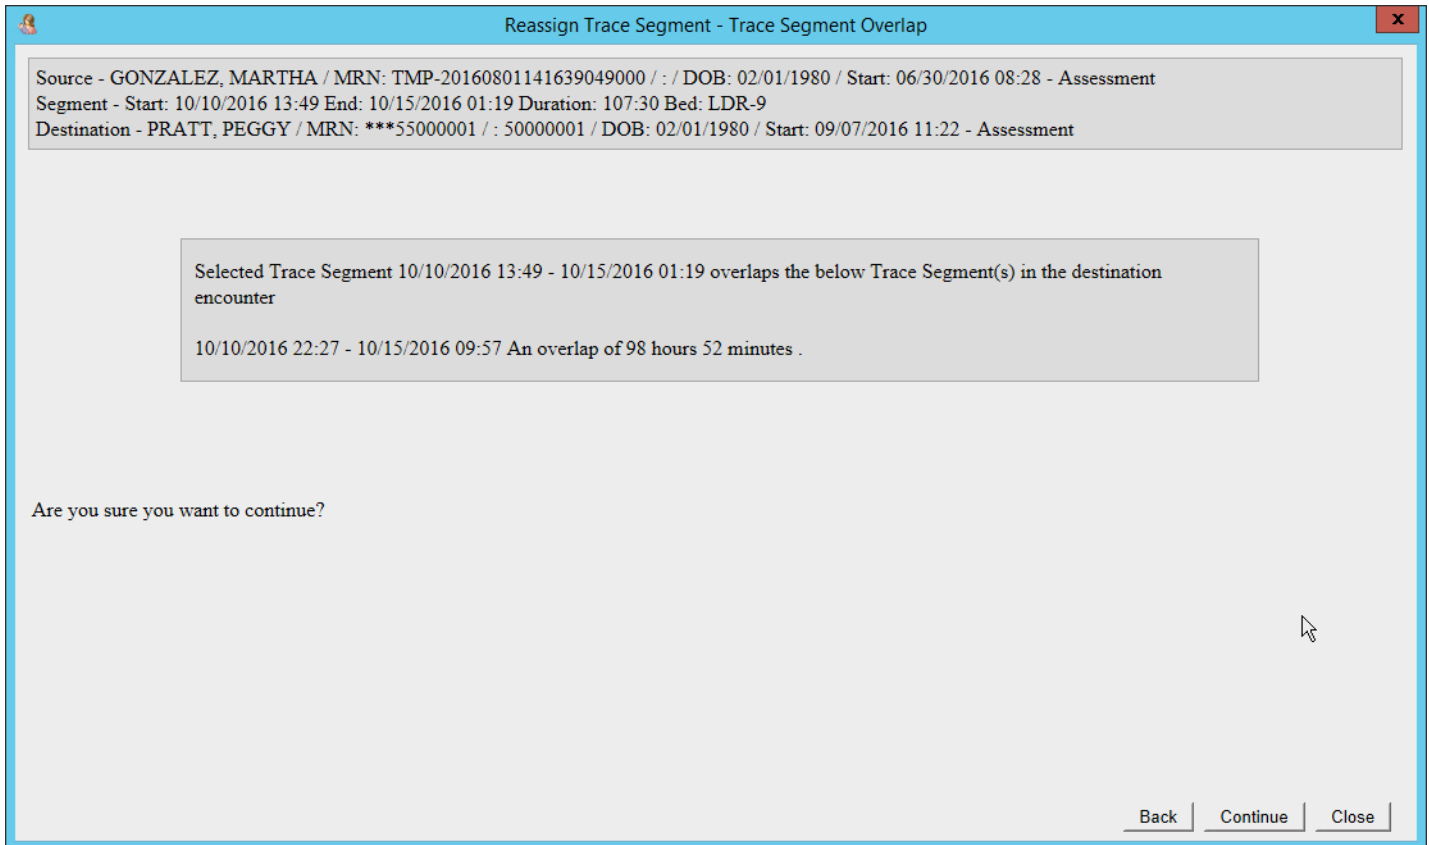 Reassign Trace Segment - Trace Segment Overlap
x
Source - GONZALEZ, MARTHA / MRN: TMP-20160801141639049000 / : / DOB: 02/01/1980 / Start: 06/30/2016 08:28 - Assessment
Segment - Start: 10/10/2016 13:49 End: 10/15/2016 01:19 Duration: 107:30 Bed: LDR-9
Destination - PRATT, PEGGY / MRN: ***55000001 / : 50000001 / DOB: 02/01/1980 / Start: 09/07/2016 11:22 - Assessment
Selected Trace Segment 10/10/2016 13:49 - 10/15/2016 01:19 overlaps the below Trace Segment(s) in the destination
encounter
10/10/2016 22:27 - 10/15/2016 09:57 An overlap of 98 hours 52 minutes .
Are you sure you want to continue?
Back Continue Close